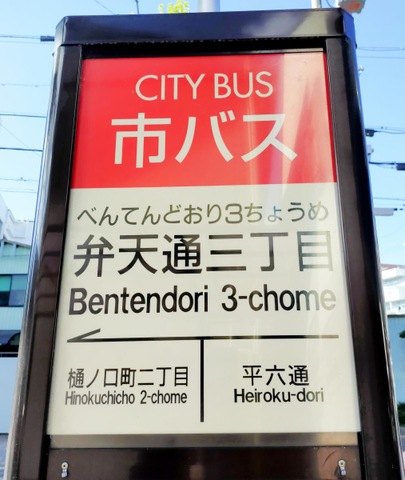 CITY BUS
市バス
べんてんどおり3ちょうめ
弁天通三丁目
Bentendori 3-chome
樋ノ口町二丁目
Hinokuchicho 2-chome
平六通
Heiroku-dori